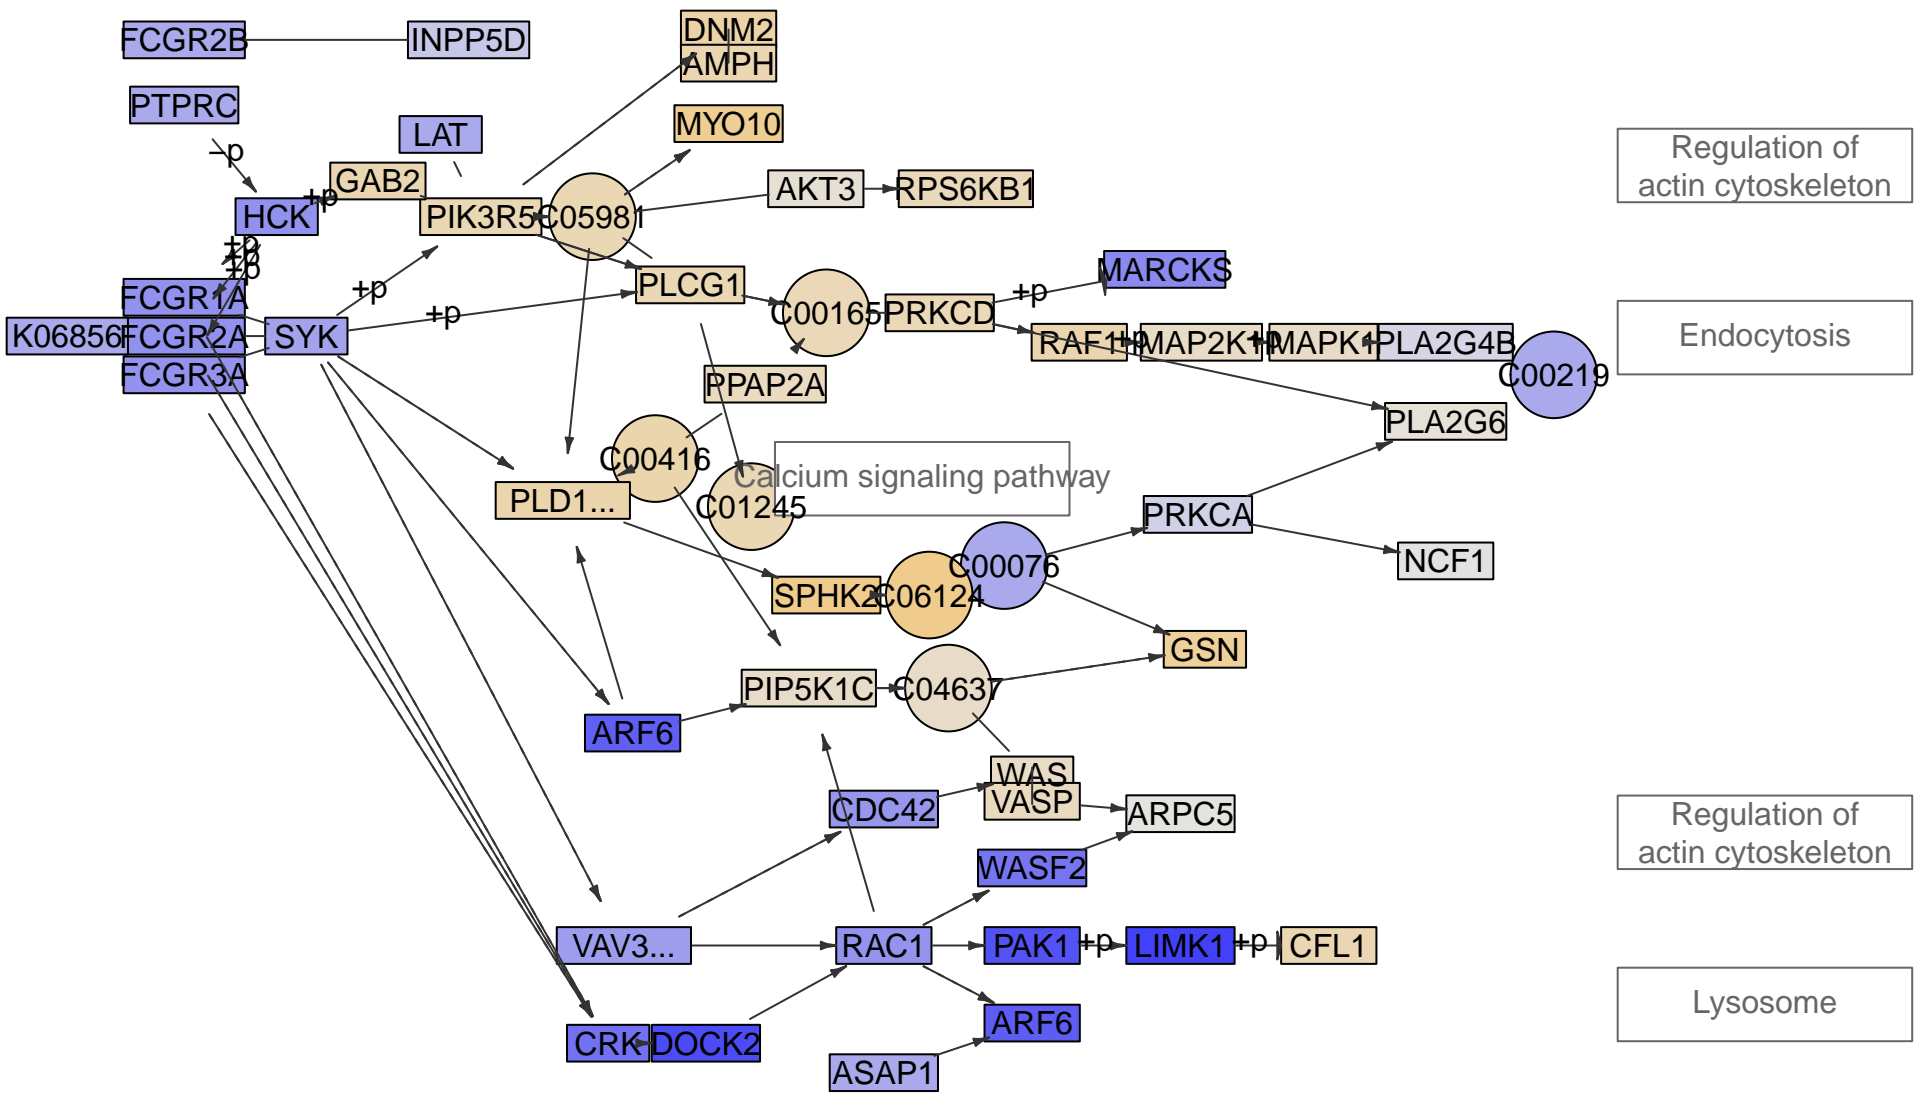 FCGR2B
INPP5D
DNM2
AMPH
PTPRC
LAT
MYO10
Regulation of
actin cytoskeleton
−p
GAB2
+p
HCK
PIK3R5
C05981
AKT3
RPS6KB1
+p
+p
+p
FCGR1A
+p
PLCG1
C00165
PRKCD
+p
MARCKS
K06856
FCGR2A
SYK
+p
RAF1
+p
MAP2K1
+p
MAPK1
PLA2G4B
C00219
Endocytosis
FCGR3A
PPAP2A
PLA2G6
C00416
Calcium signaling pathway
PLD1...
C01245
PRKCA
NCF1
C00076
SPHK2
C06124
GSN
PIP5K1C
C04637
ARF6
WAS
VASP
CDC42
ARPC5
Regulation of
actin cytoskeleton
WASF2
VAV3...
RAC1
PAK1
+p
LIMK1
+p
CFL1
Lysosome
CRK
DOCK2
ARF6
ASAP1